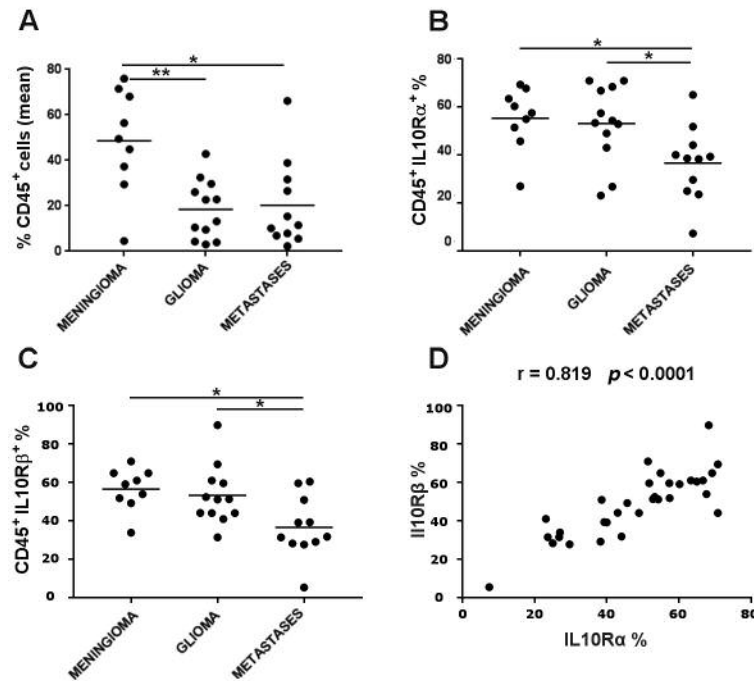 A
B
*
**
% CD45⁺ cells (mean)
80
60
40
20
0
MENINGIOMA
GLIOMA
METASTASES
*
*
CD45⁺ IL10Rα⁺ %
80
60
40
20
0
MENINGIOMA
GLIOMA
METASTASES
C
D
*
*
CD45⁺ IL10Rβ⁺ %
100
80
60
40
20
0
MENINGIOMA
GLIOMA
METASTASES
r = 0.819 p < 0.0001
Il10Rβ %
100
80
60
40
20
0
0 20 40 60 80
IL10Rα %